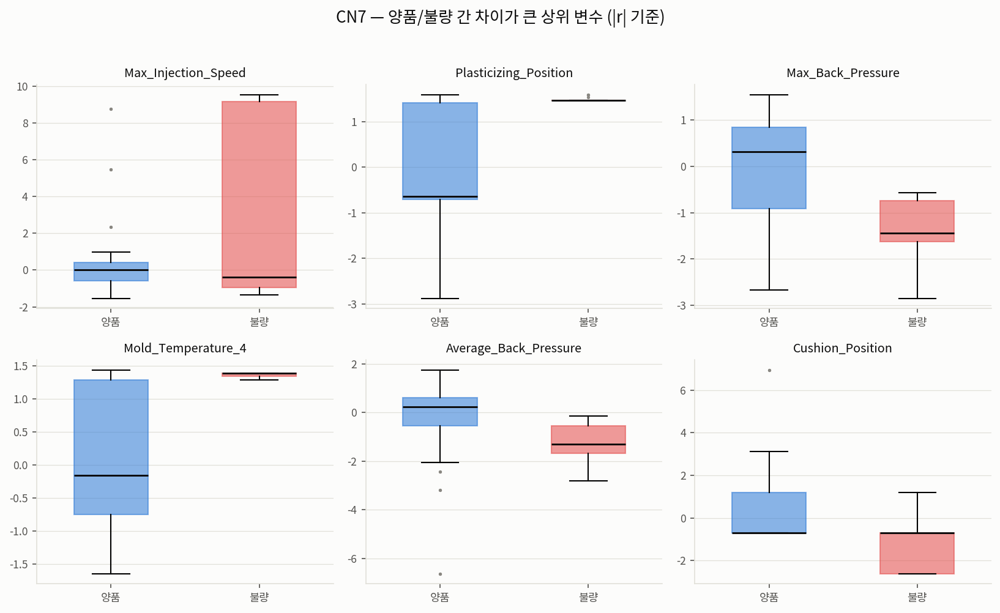 CN7 — 양품/불량 간 차이가 큰 상위 변수 (|r| 기준)
Max_Injection_Speed
10
8
6
4
2
0
-2
양품 불량
Plasticizing_Position
1
0
-1
-2
-3
양품 불량
Max_Back_Pressure
1
0
-1
-2
-3
양품 불량
Mold_Temperature_4
1.5
1.0
0.5
0.0
-0.5
-1.0
-1.5
양품 불량
Average_Back_Pressure
2
0
-2
-4
-6
양품 불량
Cushion_Position
6
4
2
0
-2
양품 불량